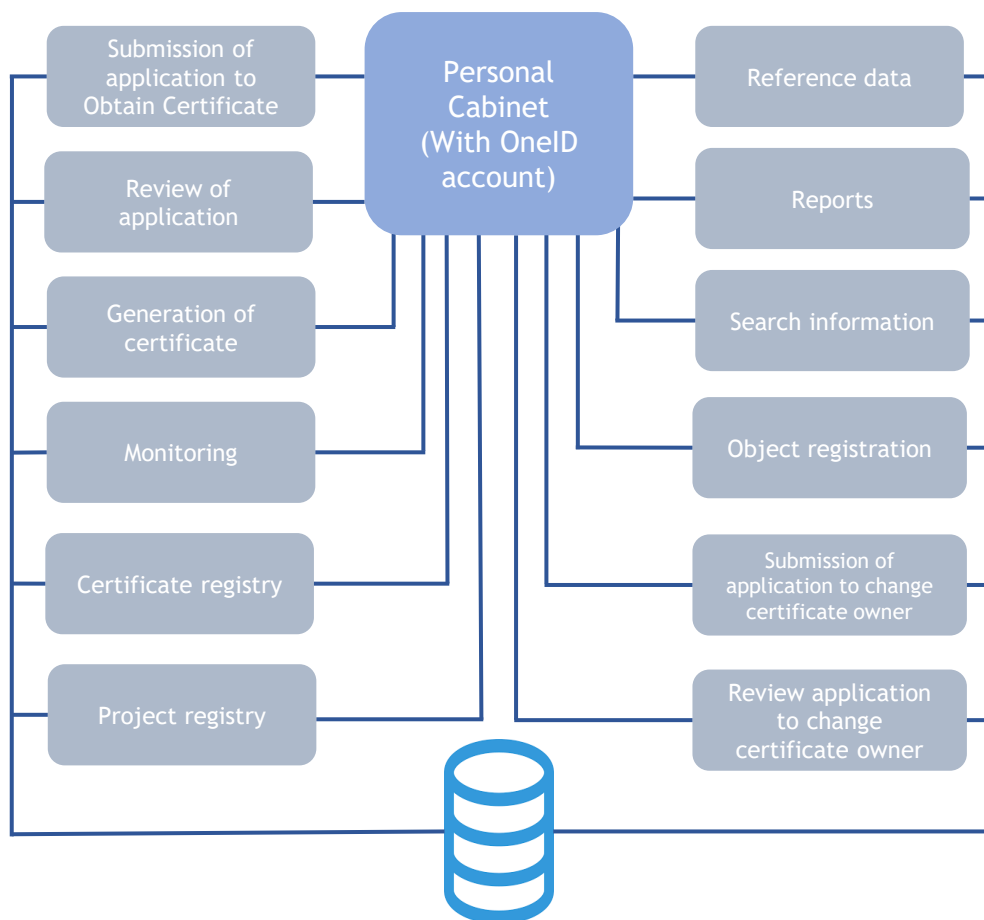 Submission of
application to
Obtain Certificate
Review of
application
Generation of
certificate
Monitoring
Certificate registry
Project registry
Personal
Cabinet
(With OneID
account)
Reference data
Reports
Search information
Object registration
Submission of
application to change
certificate owner
Review application
to change
certificate owner